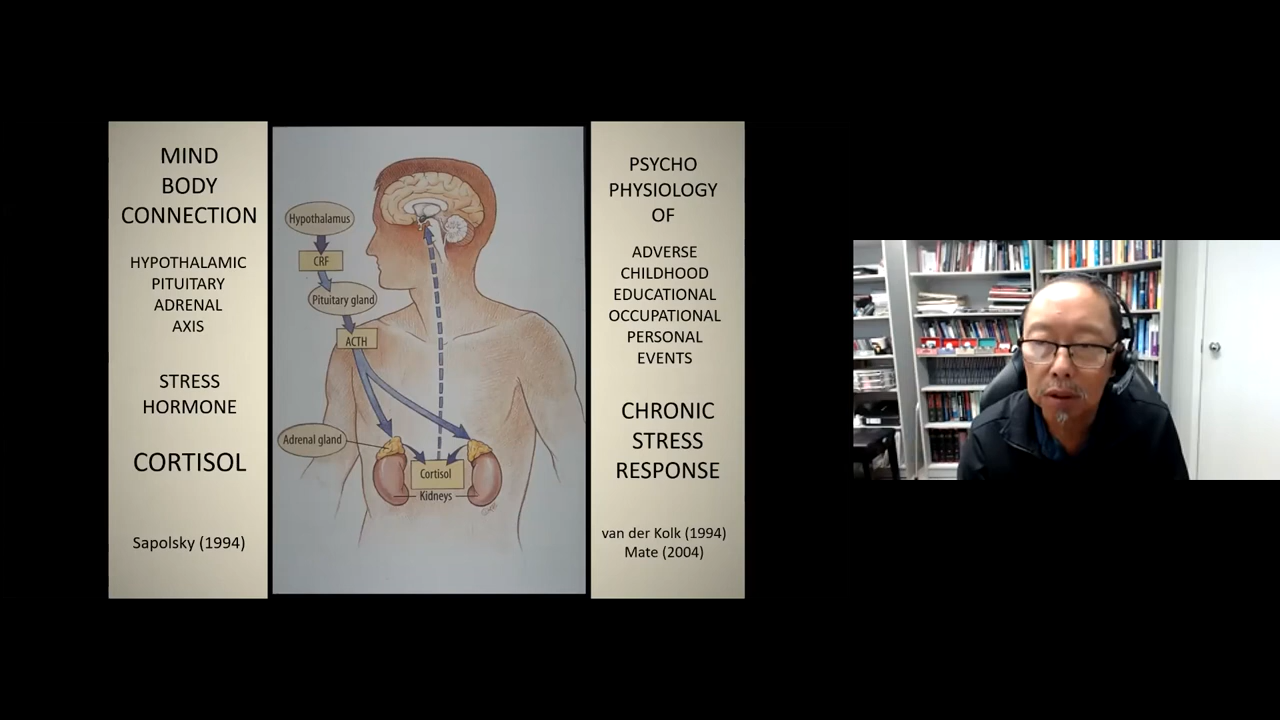 MIND
BODY
CONNECTION
HYPOTHALAMIC
PITUITARY
ADRENAL
AXIS
STRESS
HORMONE
CORTISOL
Sapolsky (1994)
Hypothalamus
CRF
Pituitary gland
ACTH
Adrenal gland
Cortisol
Kidneys
PSYCHO
PHYSIOLOGY
OF
ADVERSE
CHILDHOOD
EDUCATIONAL
OCCUPATIONAL
PERSONAL
EVENTS
CHRONIC
STRESS
RESPONSE
van der Kolk (1994)
Mate (2004)